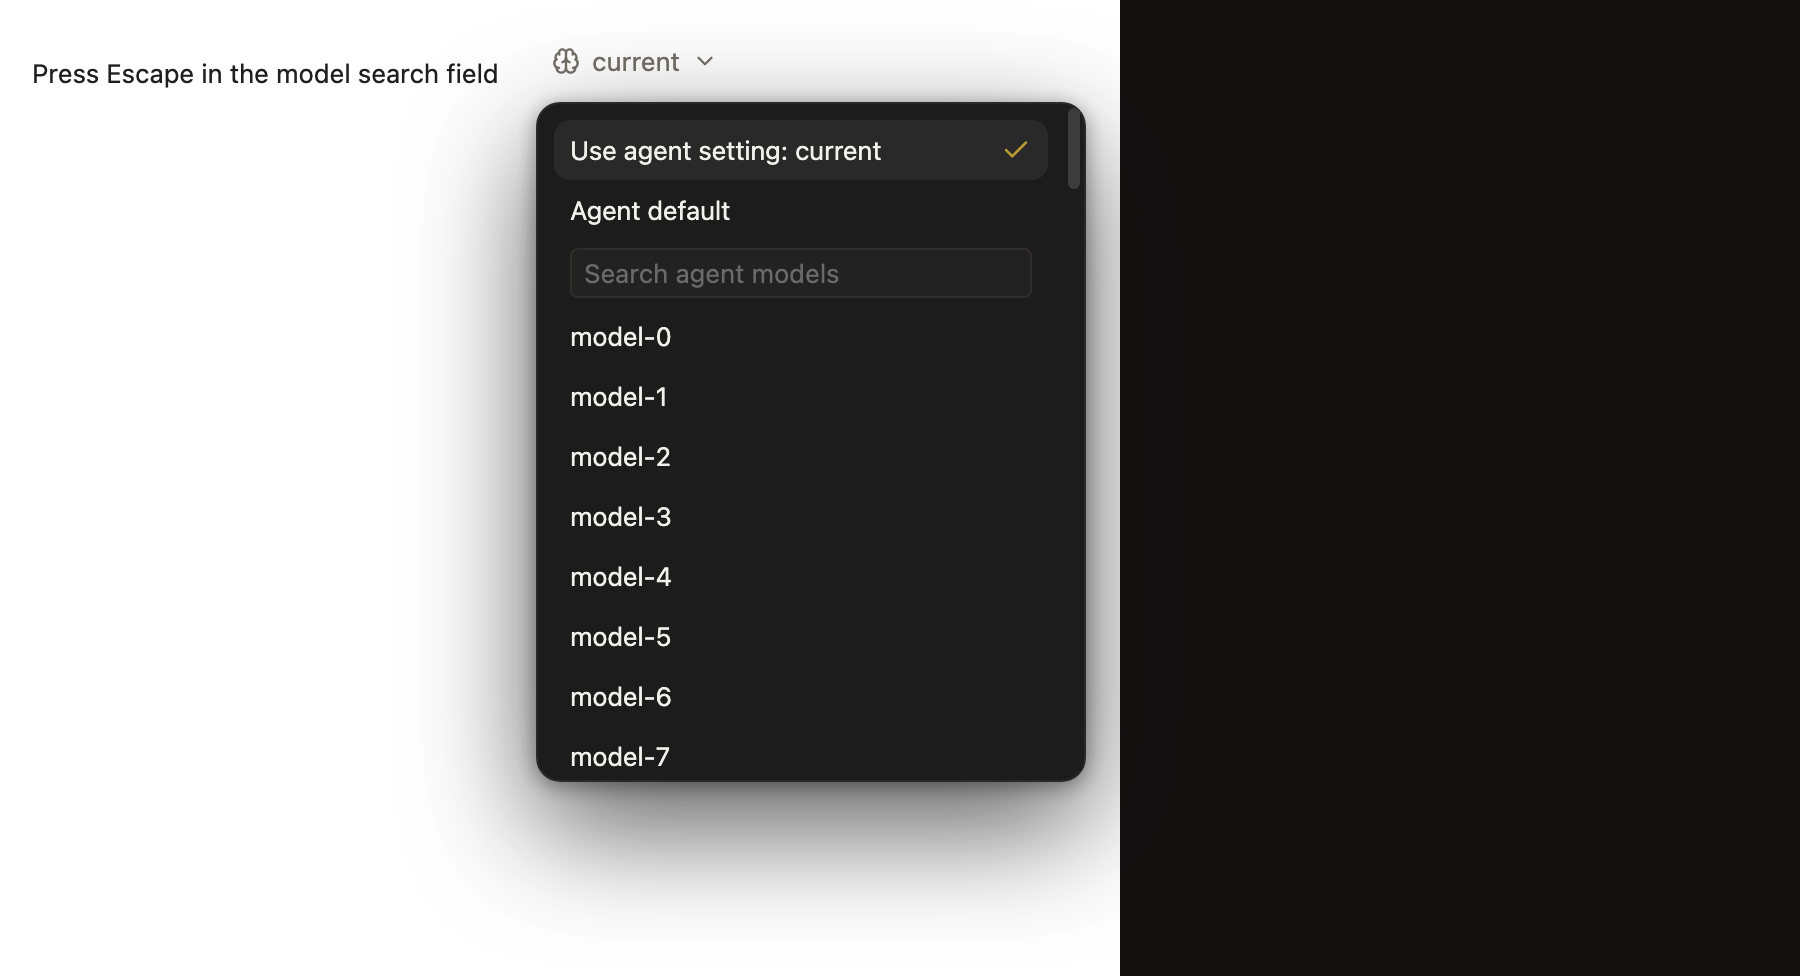 Press Escape in the model search field
current
Use agent setting: current
Agent default
Search agent models
model-0
model-1
model-2
model-3
model-4
model-5
model-6
model-7